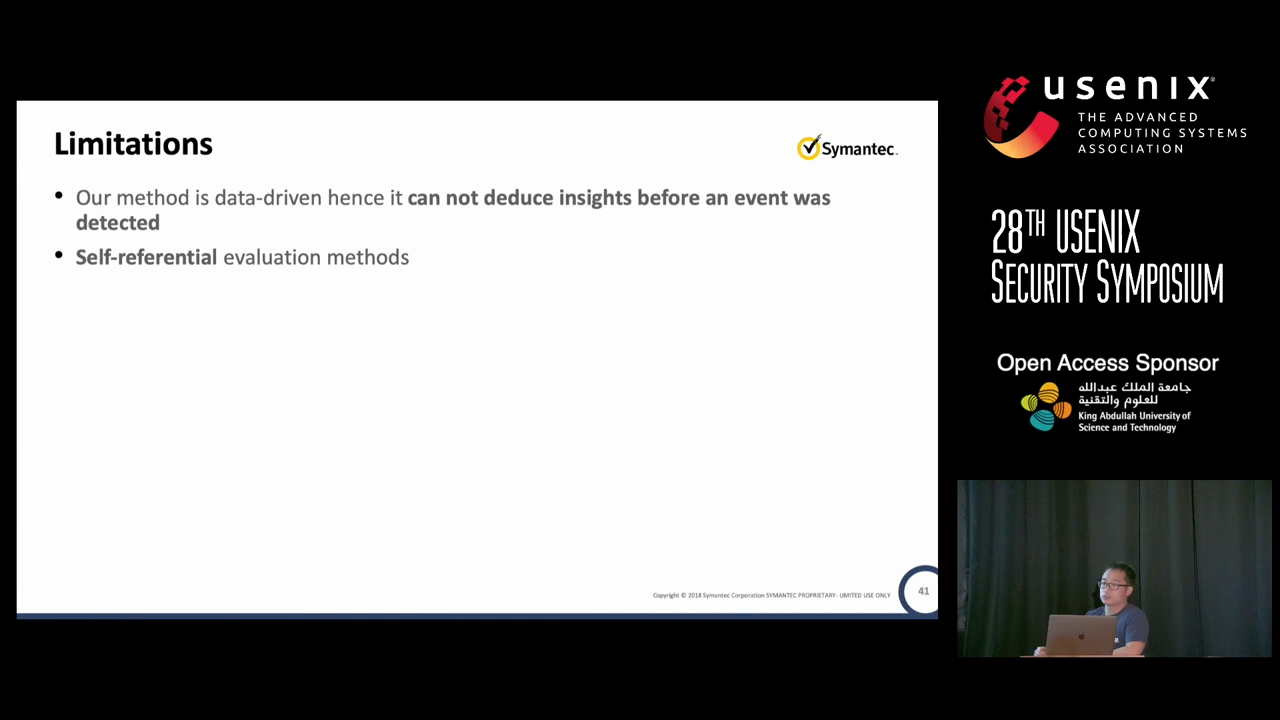 Limitations
Symantec.
• Our method is data-driven hence it can not deduce insights before an event was
detected
• Self-referential evaluation methods
Copyright © 2018 Symantec Corporation SYMANTEC PROPRIETARY- LIMITED USE ONLY
41
usenix®
THE ADVANCED
COMPUTING SYSTEMS
ASSOCIATION
28TH USENIX
SECURITY SYMPOSIUM
Open Access Sponsor
جامعة الملك عبدالله
للعلوم والتقنية
King Abdullah University of
Science and Technology